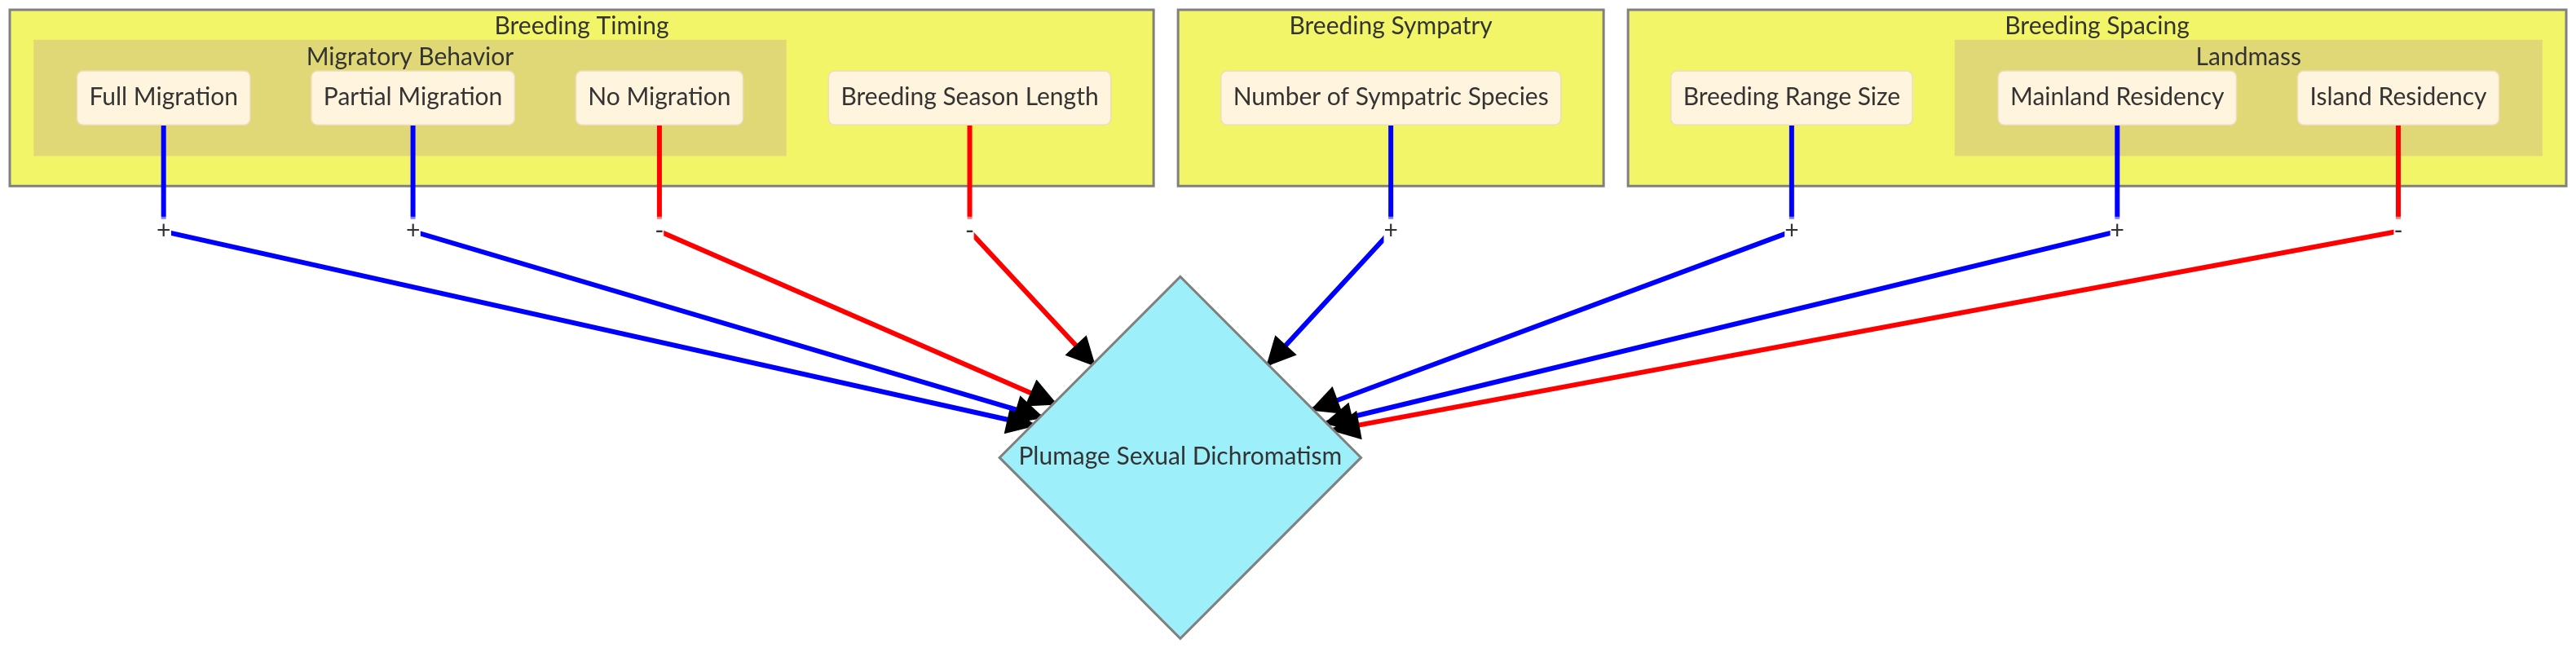 Breeding Timing
Migratory Behavior
Full Migration
Partial Migration
No Migration
Breeding Season Length
Breeding Sympatry
Number of Sympatric Species
Breeding Spacing
Landmass
Breeding Range Size
Mainland Residency
Island Residency
+
+
-
-
+
+
+
-
Plumage Sexual Dichromatism